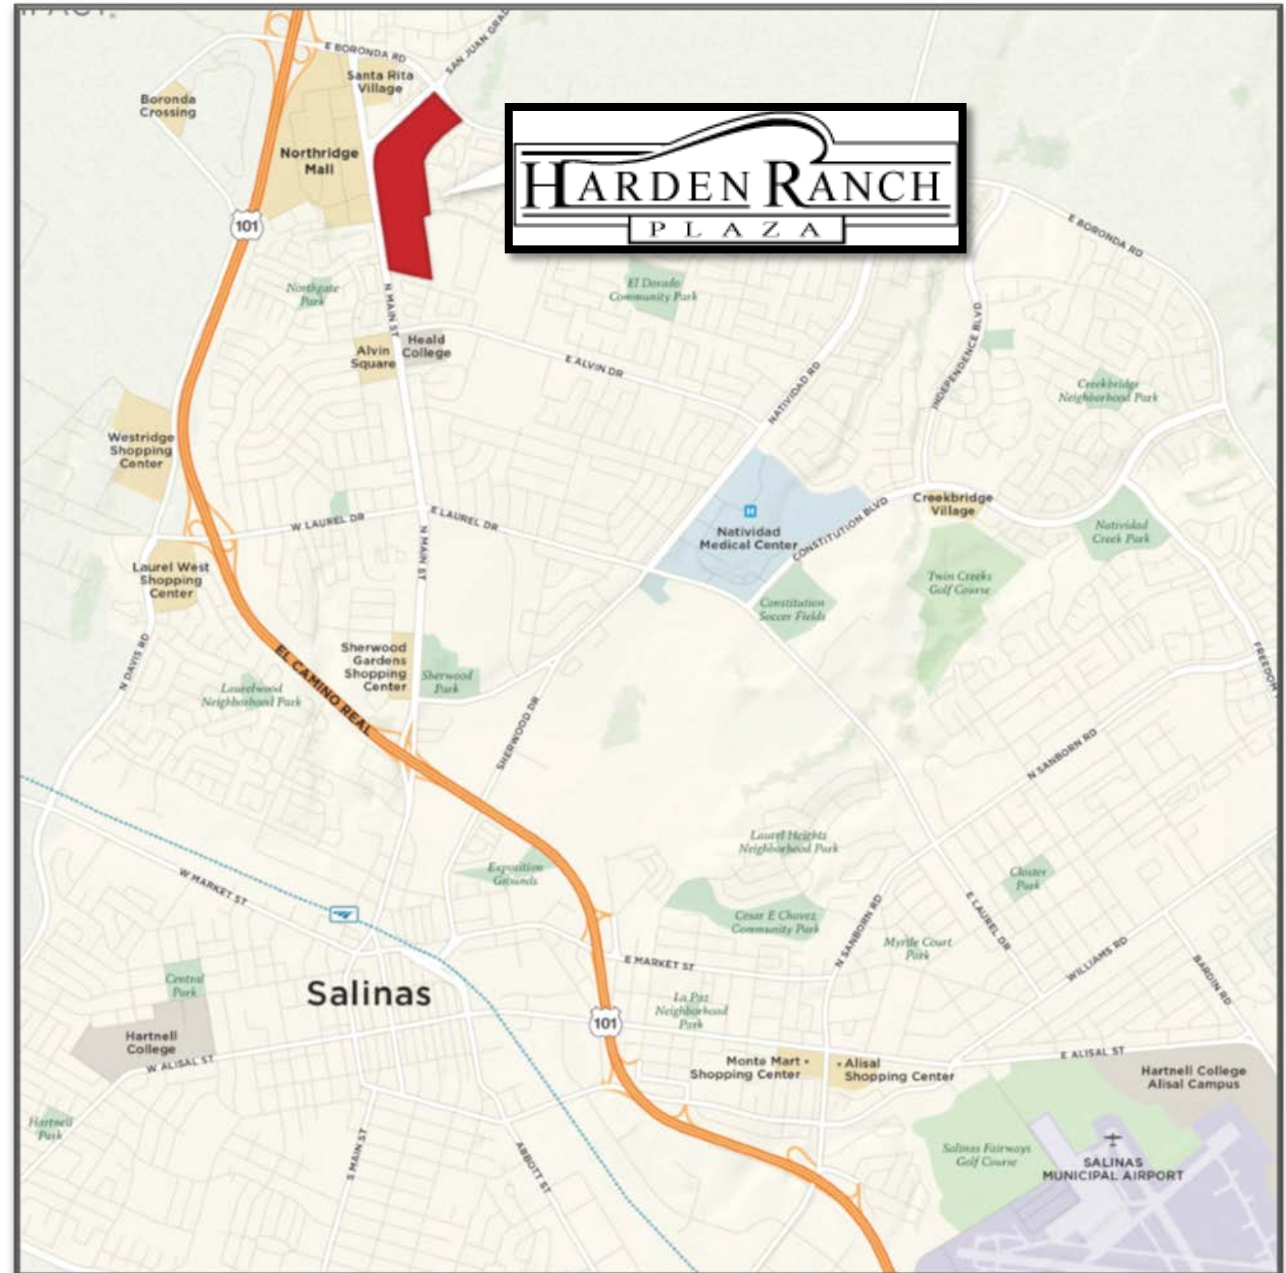 E BORONDA RD
SAN JUAN GRAD
Santa Rita
Village
Boronda
Crossing
Northridge
Mall
HARDEN RANCH
PLAZA
101
E BORONDA RD
Northgate
Park
N MAIN ST
El Dorado
Community Park
Alvin
Square
Heald
College
E ALVIN DR
NATIVIDAD RD
INDEPENDENCE BLVD
Creekbridge
Neighborhood Park
Westridge
Shopping
Center
W LAUREL DR
E LAUREL DR
N MAIN ST
H
Natividad
Medical Center
CONSTITUTION BLVD
Creekbridge
Village
Natividad
Creek Park
Laurel West
Shopping
Center
Constitution
Soccer Fields
Twin Creeks
Golf Course
N DAVIS RD
EL CAMINO REAL
Sherwood
Gardens
Shopping
Center
Sherwood
Park
Laurelwood
Neighborhood Park
SHERWOOD DR
FREEDOM
N SANBORN RD
Laurel Heights
Neighborhood Park
W MARKET ST
Exposition
Grounds
Closter
Park
Cesar E Chavez
Community Park
N SANBORN RD
E LAUREL DR
Myrtle Court
Park
WILLIAMS RD
BARDIN RD
E MARKET ST
Central
Park
Salinas
La Paz
Neighborhood
Park
101
Hartnell
College
W ALISAL ST
Monte Mart
Shopping Center
Alisal
Shopping Center
E ALISAL ST
Hartnell College
Alisal Campus
Hartnell
Park
S MAIN ST
ABBOTT ST
Salinas Fairways
Golf Course
SALINAS
MUNICIPAL AIRPORT